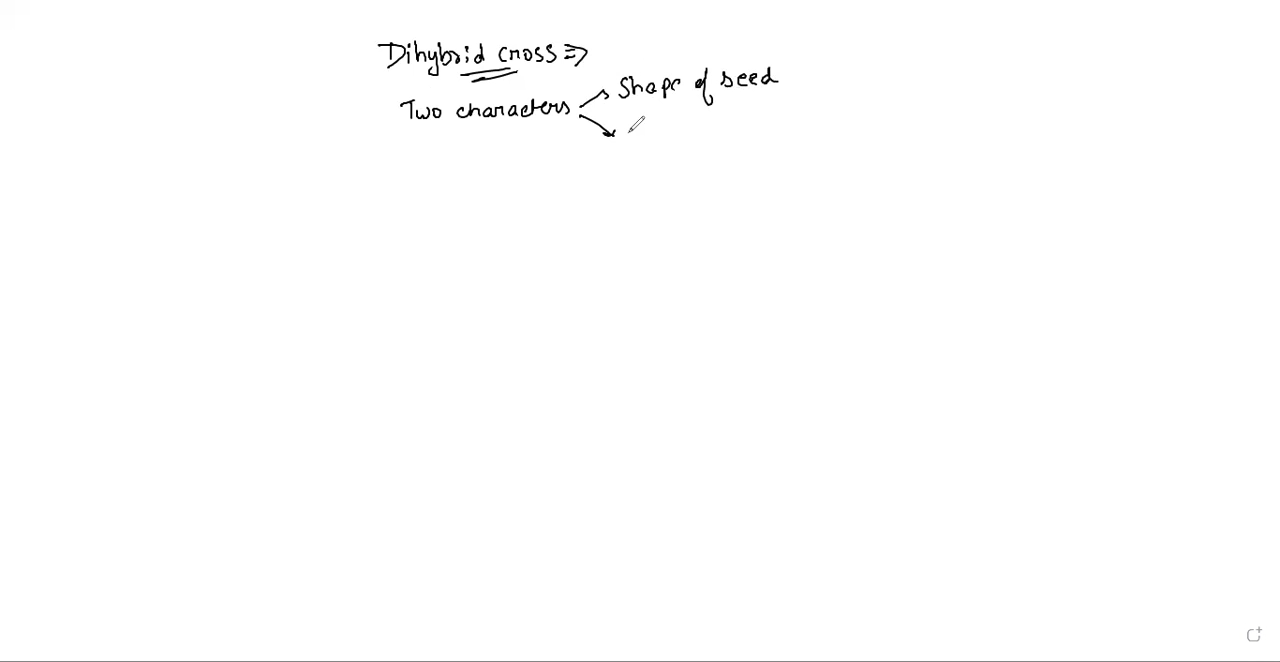 Dihybrid cross ⇒
Two characters
Shape of seed